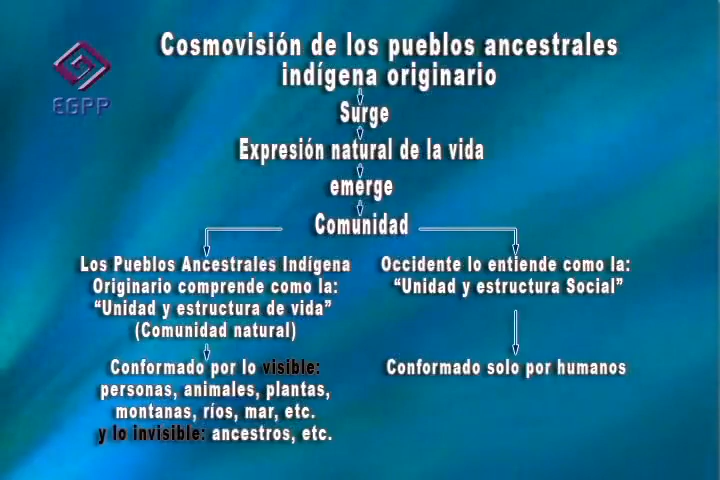 Cosmovisión de los pueblos ancestrales
indígena originario
EGPP
Surge
Expresión natural de la vida
emerge
Comunidad
Los Pueblos Ancestrales Indígena
Originario comprende como la:
“Unidad y estructura de vida”
(Comunidad natural)
Conformado por lo visible:
personas, animales, plantas,
montanas, ríos, mar, etc.
y lo invisible: ancestros, etc.
Occidente lo entiende como la:
“Unidad y estructura Social”
Conformado solo por humanos